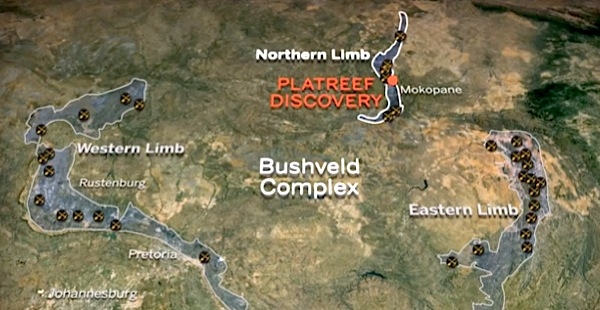 Northern Limb
PLATREEF
DISCOVERY
Mokopane
Western Limb
Rustenburg
Bushveld
Complex
Eastern Limb
Pretoria
Johannesburg